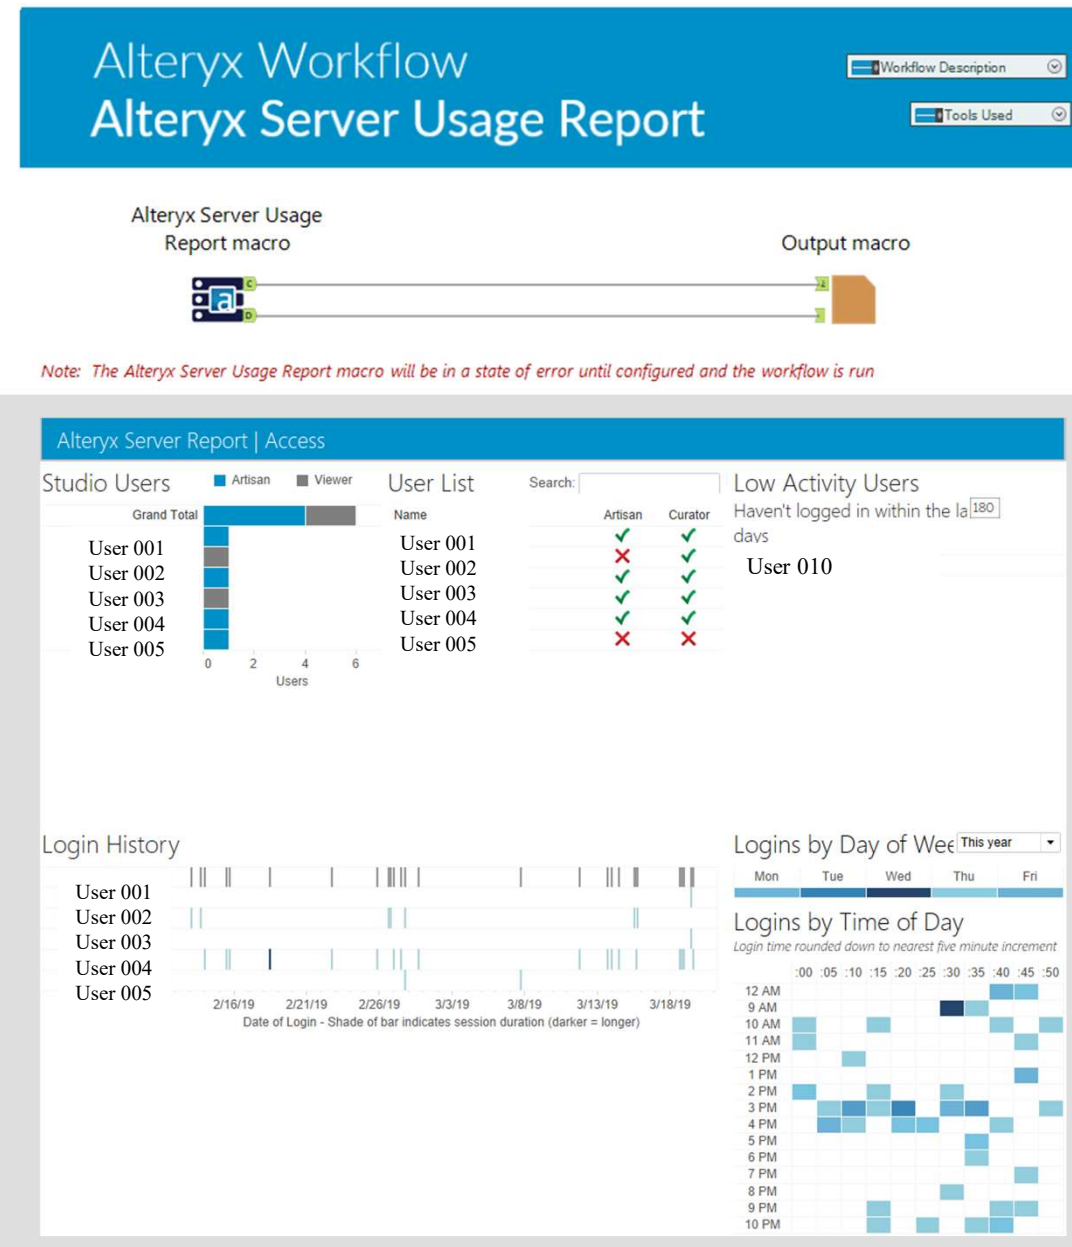 Alteryx Workflow
Alteryx Server Usage Report
Workflow Description
Tools Used
Alteryx Server Usage
Report macro
Output macro
C
D
Note: The Alteryx Server Usage Report macro will be in a state of error until configured and the workflow is run
Alteryx Server Report | Access
Studio Users
Artisan
Viewer
Grand Total
User 001
User 002
User 003
User 004
User 005
0 2 4 6
Users
User List
Search:
Name Artisan Curator
User 001
User 002
User 003
User 004
User 005
Low Activity Users
Haven't logged in within the la 180
days
User 010
Login History
User 001
User 002
User 003
User 004
User 005
2/16/19 2/21/19 2/26/19 3/3/19 3/8/19 3/13/19 3/18/19
Date of Login - Shade of bar indicates session duration (darker = longer)
Logins by Day of Wee This year
Mon Tue Wed Thu Fri
Logins by Time of Day
Login time rounded down to nearest five minute increment
:00 :05 :10 :15 :20 :25 :30 :35 :40 :45 :50
12 AM
9 AM
10 AM
11 AM
12 PM
1 PM
2 PM
3 PM
4 PM
5 PM
6 PM
7 PM
8 PM
9 PM
10 PM